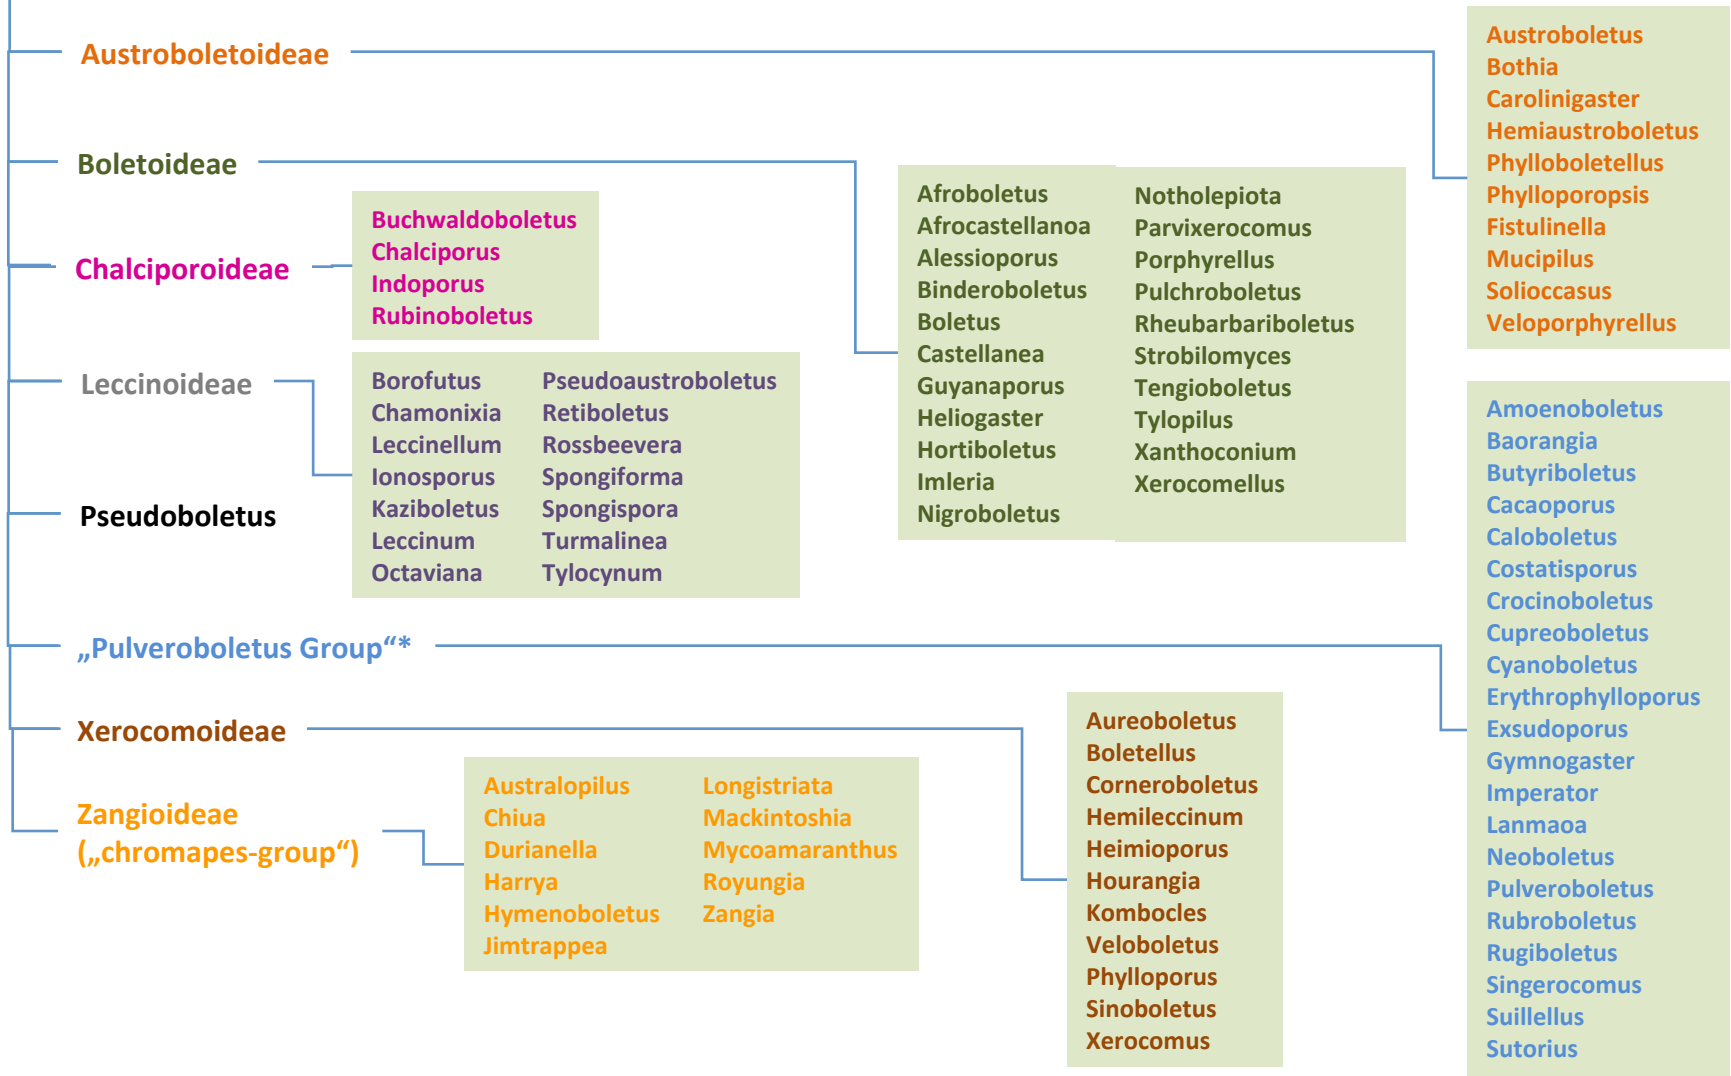 Austroboletoideae
Austroboletus
Bothia
Carolinigaster
Hemiaustroboletus
Phylloboletellus
Phylloporopsis
Fistulinella
Mucipilus
Solioccasus
Veloporphyrellus
Boletoideae
Afroboletus
Afrocastellanoa
Alessioporus
Binderoboletus
Boletus
Castellanea
Guyanaporus
Heliogaster
Hortiboletus
Imleria
Nigroboletus
Notholepiota
Parvixerocomus
Porphyrellus
Pulchroboletus
Rheubarbariboletus
Strobilomyces
Tengioboletus
Tylopilus
Xanthoconium
Xerocomellus
Chalciporoideae
Buchwaldoboletus
Chalciporus
Indoporus
Rubinoboletus
Leccinoideae
Borofutus
Chamonixia
Leccinellum
Ionosporus
Kaziboletus
Leccinum
Octaviana
Pseudoaustroboletus
Retiboletus
Rossbeevera
Spongiforma
Spongispora
Turmalinea
Tylocynum
Pseudoboletus
„Pulveroboletus Group“*
Amoenoboletus
Baorangia
Butyriboletus
Cacaoporus
Caloboletus
Costatisporus
Crocinoboletus
Cupreoboletus
Cyanoboletus
Erythrophylloporus
Exsudoporus
Gymnogaster
Imperator
Lanmaoa
Neoboletus
Pulveroboletus
Rubroboletus
Rugiboletus
Singerocomus
Suillellus
Sutorius
Xerocomoideae
Aureoboletus
Boletellus
Corneroboletus
Hemileccinum
Heimioporus
Hourangia
Kombocles
Veloboletus
Phylloporus
Sinoboletus
Xerocomus
Zangioideae
(„chromapes-group“)
Australopilus
Chiua
Durianella
Harrya
Hymenoboletus
Jimtrappea
Longistriata
Mackintoshia
Mycoamaranthus
Royungia
Zangia